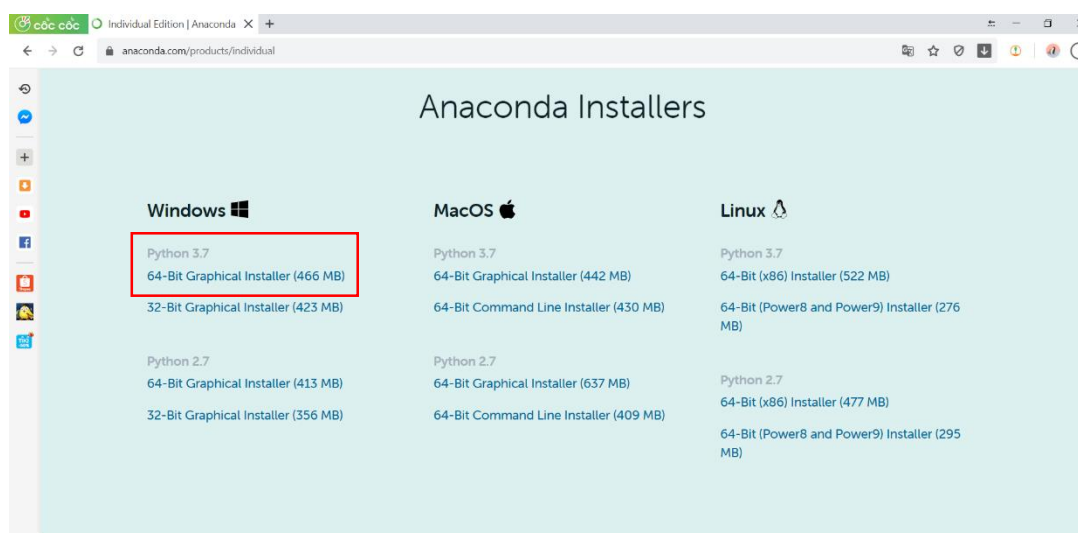 cốc cốc
Individual Edition | Anaconda
anaconda.com/products/individual
Anaconda Installers
Windows
Python 3.7
64-Bit Graphical Installer (466 MB)
32-Bit Graphical Installer (423 MB)
Python 2.7
64-Bit Graphical Installer (413 MB)
32-Bit Graphical Installer (356 MB)
MacOS
Python 3.7
64-Bit Graphical Installer (442 MB)
64-Bit Command Line Installer (430 MB)
Python 2.7
64-Bit Graphical Installer (637 MB)
64-Bit Command Line Installer (409 MB)
Linux
Python 3.7
64-Bit (x86) Installer (522 MB)
64-Bit (Power8 and Power9) Installer (276
MB)
Python 2.7
64-Bit (x86) Installer (477 MB)
64-Bit (Power8 and Power9) Installer (295
MB)